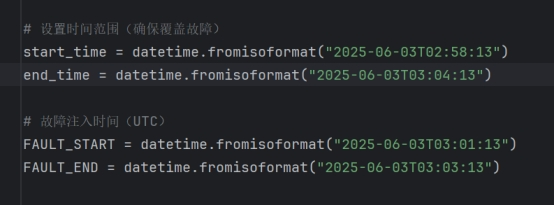 # 设置时间范围（确保覆盖故障）
start_time = datetime.fromisoformat("2025-06-03T02:58:13")
end_time = datetime.fromisoformat("2025-06-03T03:04:13")
# 故障注入时间（UTC）
FAULT_START = datetime.fromisoformat("2025-06-03T03:01:13")
FAULT_END = datetime.fromisoformat("2025-06-03T03:03:13")